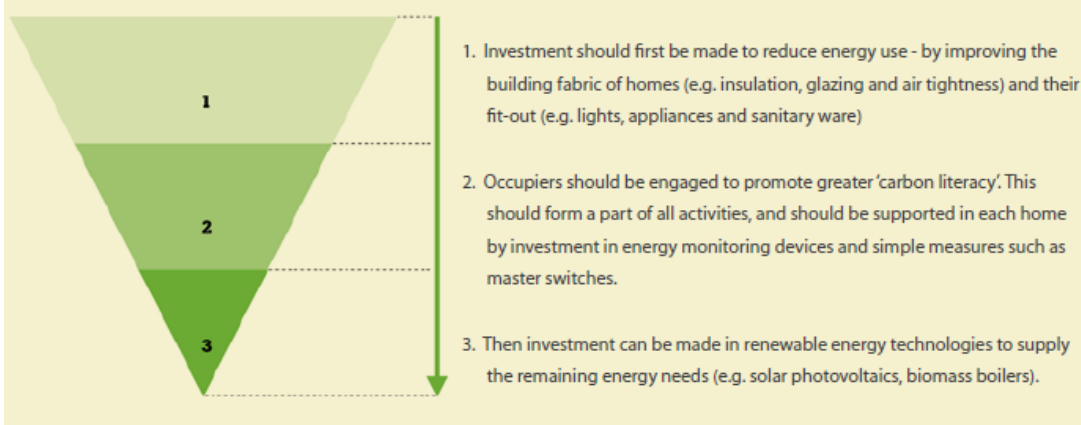 1
2
3
1. Investment should first be made to reduce energy use - by improving the
building fabric of homes (e.g. insulation, glazing and air tightness) and their
fit-out (e.g. lights, appliances and sanitary ware)
2. Occupiers should be engaged to promote greater ‘carbon literacy’. This
should form a part of all activities, and should be supported in each home
by investment in energy monitoring devices and simple measures such as
master switches.
3. Then investment can be made in renewable energy technologies to supply
the remaining energy needs (e.g. solar photovoltaics, biomass boilers).